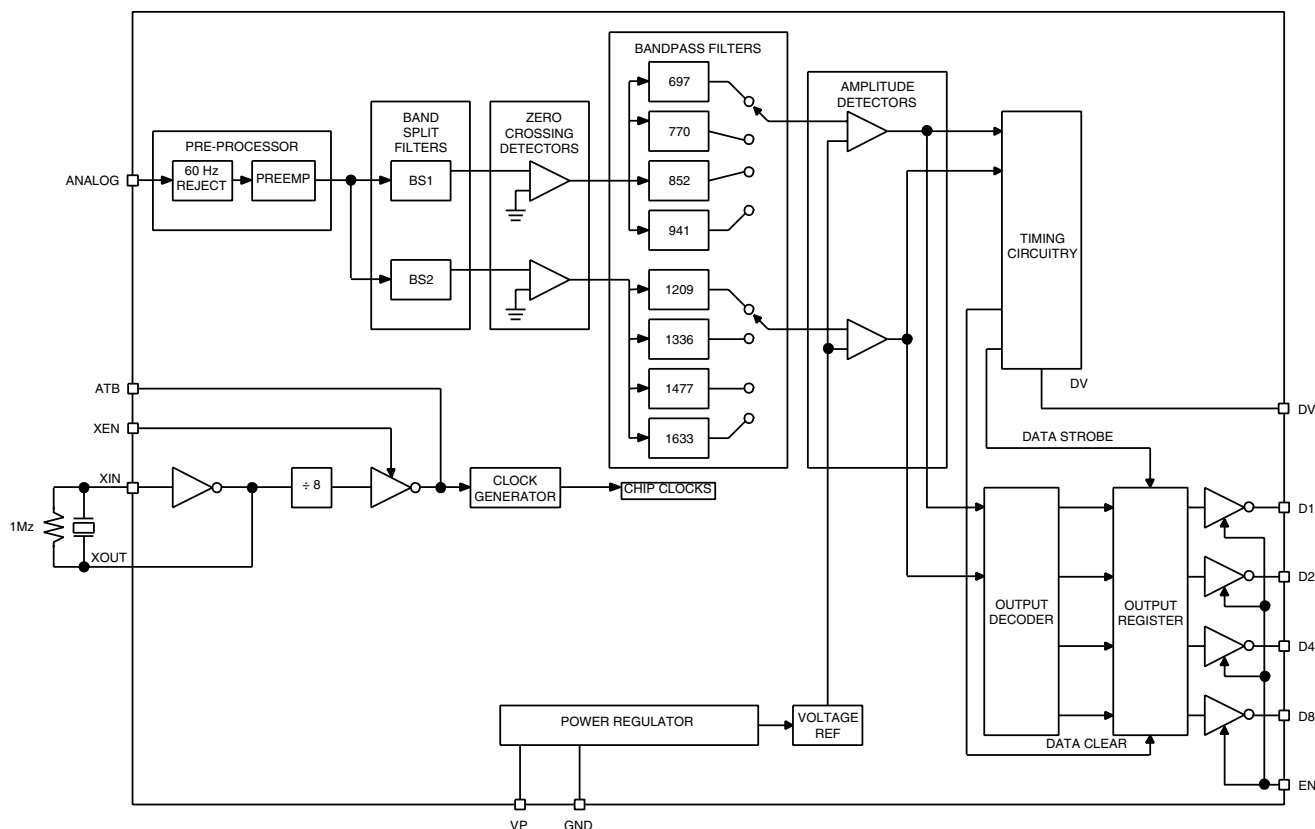 BANDPASS FILTERS
697
770
852
941
1209
1336
1477
1633
AMPLITUDE
DETECTORS
BAND
SPLIT
FILTERS
BS1
BS2
ZERO
CROSSING
DETECTORS
PRE-PROCESSOR
60 Hz
REJECT
PREEMP
ANALOG
TIMING
CIRCUITRY
DV
DV
ATB
XEN
XIN
XOUT
1Mz
÷ 8
CLOCK
GENERATOR
CHIP CLOCKS
DATA STROBE
OUTPUT
DECODER
OUTPUT
REGISTER
D1
D2
D4
D8
EN
DATA CLEAR
POWER REGULATOR
VOLTAGE
REF
VP
GND